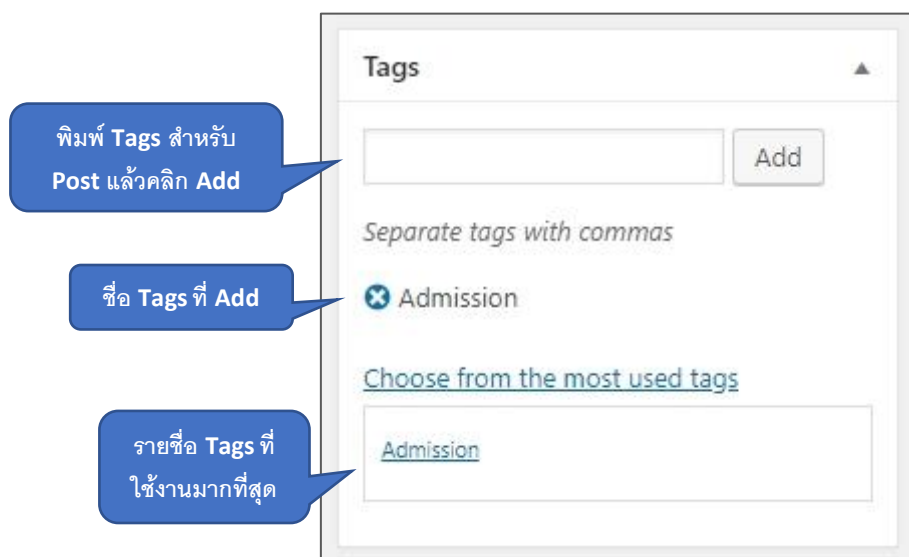 Tags
พิมพ์ Tags สำหรับ
Post แล้วคลิก Add
Add
Separate tags with commas
ชื่อ Tags ที่ Add
Admission
Choose from the most used tags
รายชื่อ Tags ที่
ใช้งานมากที่สุด
Admission